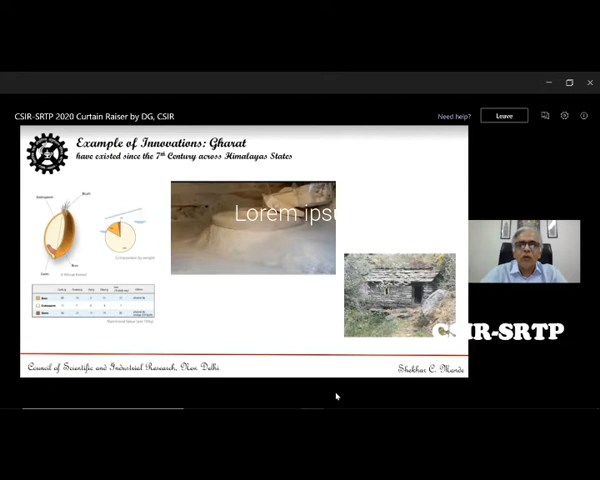 CSIR-SRTP 2020 Curtain Raiser by DG, CSIR
Need help?
Leave
Example of Innovations: Gharat
have existed since the 7th Century across Himalayas States
Lorem ipsu
CSIR-SRTP
Council of Scientific and Industrial Research, New Delhi
Shekhar C. Mande